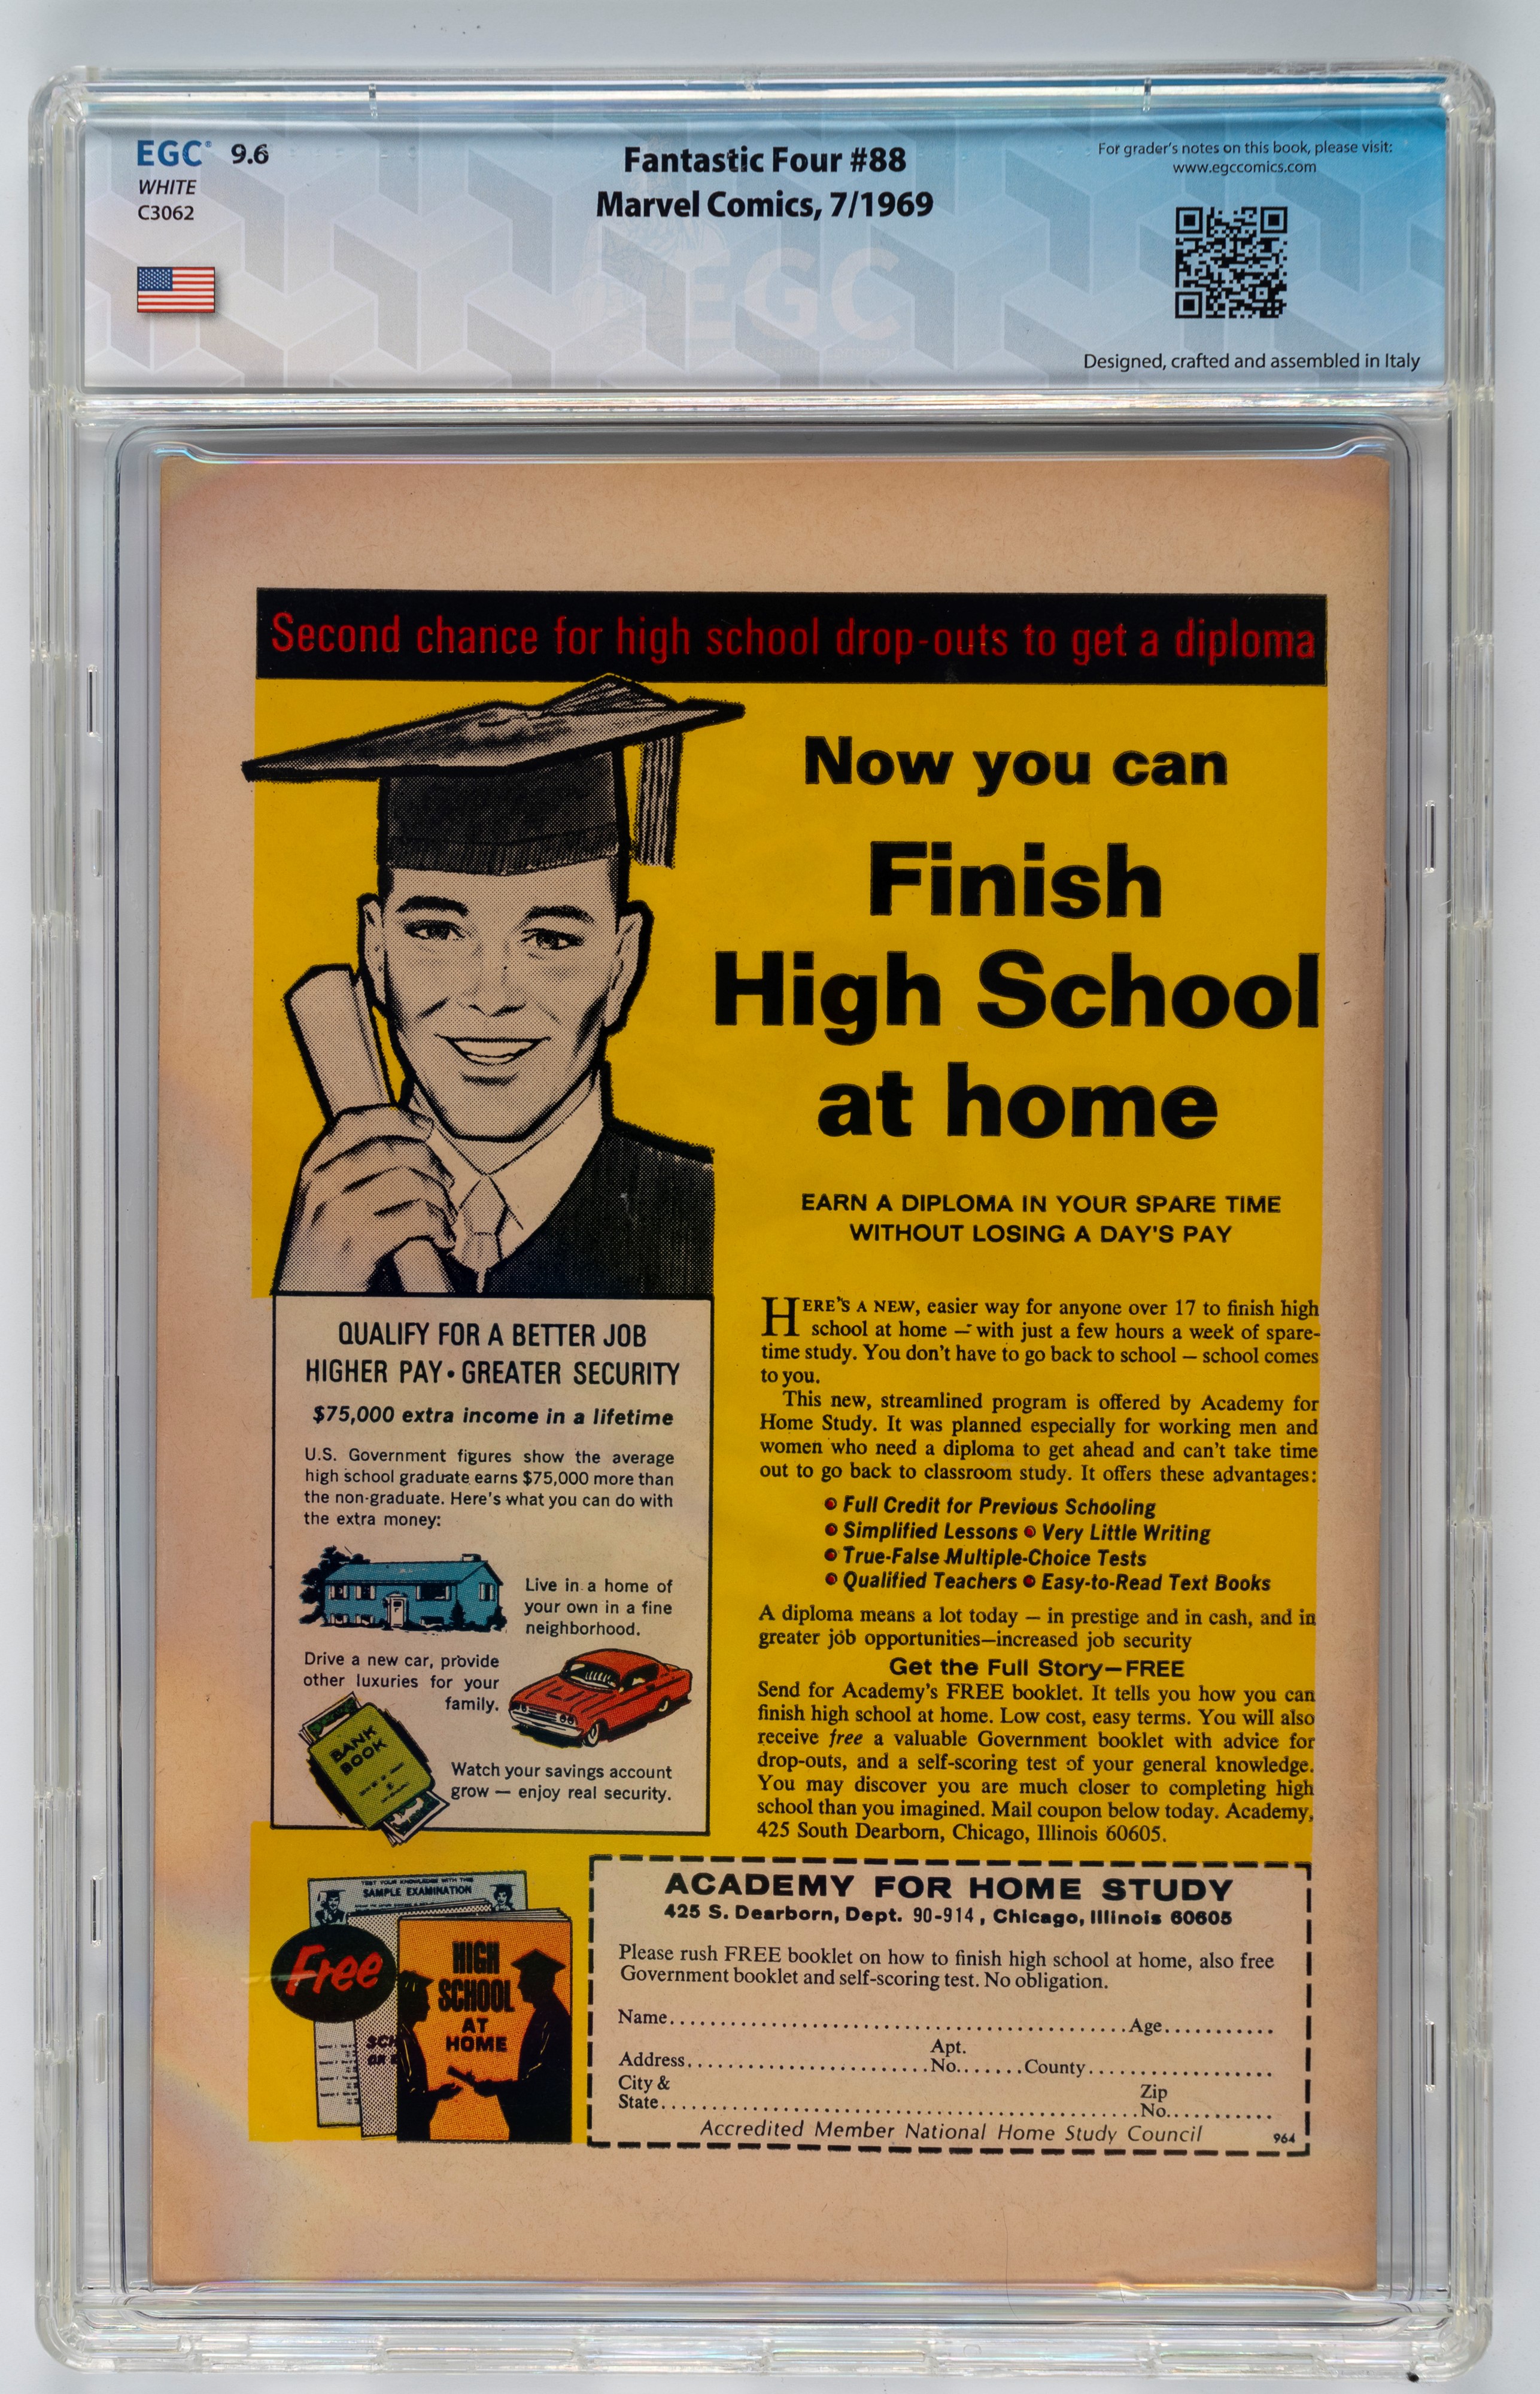 EGC® 9.6
WHITE
C3062
Fantastic Four #88
Marvel Comics, 7/1969
For grader's notes on this book, please visit:
www.egccomics.com
EGC
Designed, crafted and assembled in Italy
Second chance for high school drop-outs to get a diploma
Now you can
Finish
High School
at home
EARN A DIPLOMA IN YOUR SPARE TIME
WITHOUT LOSING A DAY'S PAY
QUALIFY FOR A BETTER JOB
HIGHER PAY • GREATER SECURITY
$75,000 extra income in a lifetime
U.S. Government figures show the average
high school graduate earns $75,000 more than
the non-graduate. Here's what you can do with
the extra money:
Live in a home of
your own in a fine
neighborhood.
Drive a new car, provide
other luxuries for your
family.
BANK
BOOK
Watch your savings account
grow — enjoy real security.
HERE'S A NEW, easier way for anyone over 17 to finish high
school at home — with just a few hours a week of spare-
time study. You don't have to go back to school — school comes
to you.
This new, streamlined program is offered by Academy for
Home Study. It was planned especially for working men and
women who need a diploma to get ahead and can't take time
out to go back to classroom study. It offers these advantages:
• Full Credit for Previous Schooling
• Simplified Lessons • Very Little Writing
• True-False Multiple-Choice Tests
• Qualified Teachers • Easy-to-Read Text Books
A diploma means a lot today — in prestige and in cash, and in
greater job opportunities—increased job security
Get the Full Story—FREE
Send for Academy's FREE booklet. It tells you how you can
finish high school at home. Low cost, easy terms. You will also
receive free a valuable Government booklet with advice for
drop-outs, and a self-scoring test of your general knowledge.
You may discover you are much closer to completing high
school than you imagined. Mail coupon below today. Academy,
425 South Dearborn, Chicago, Illinois 60605.
TEST YOUR KNOWLEDGE WITH THIS
SAMPLE EXAMINATION
Free
HIGH
SCHOOL
AT
HOME
ACADEMY FOR HOME STUDY
425 S. Dearborn, Dept. 90-914, Chicago, Illinois 60605
Please rush FREE booklet on how to finish high school at home, also free
Government booklet and self-scoring test. No obligation.
Name..........Age..........
Apt.
Address..........No.......County..........
City &
Zip
State..........No..........
Accredited Member National Home Study Council
964